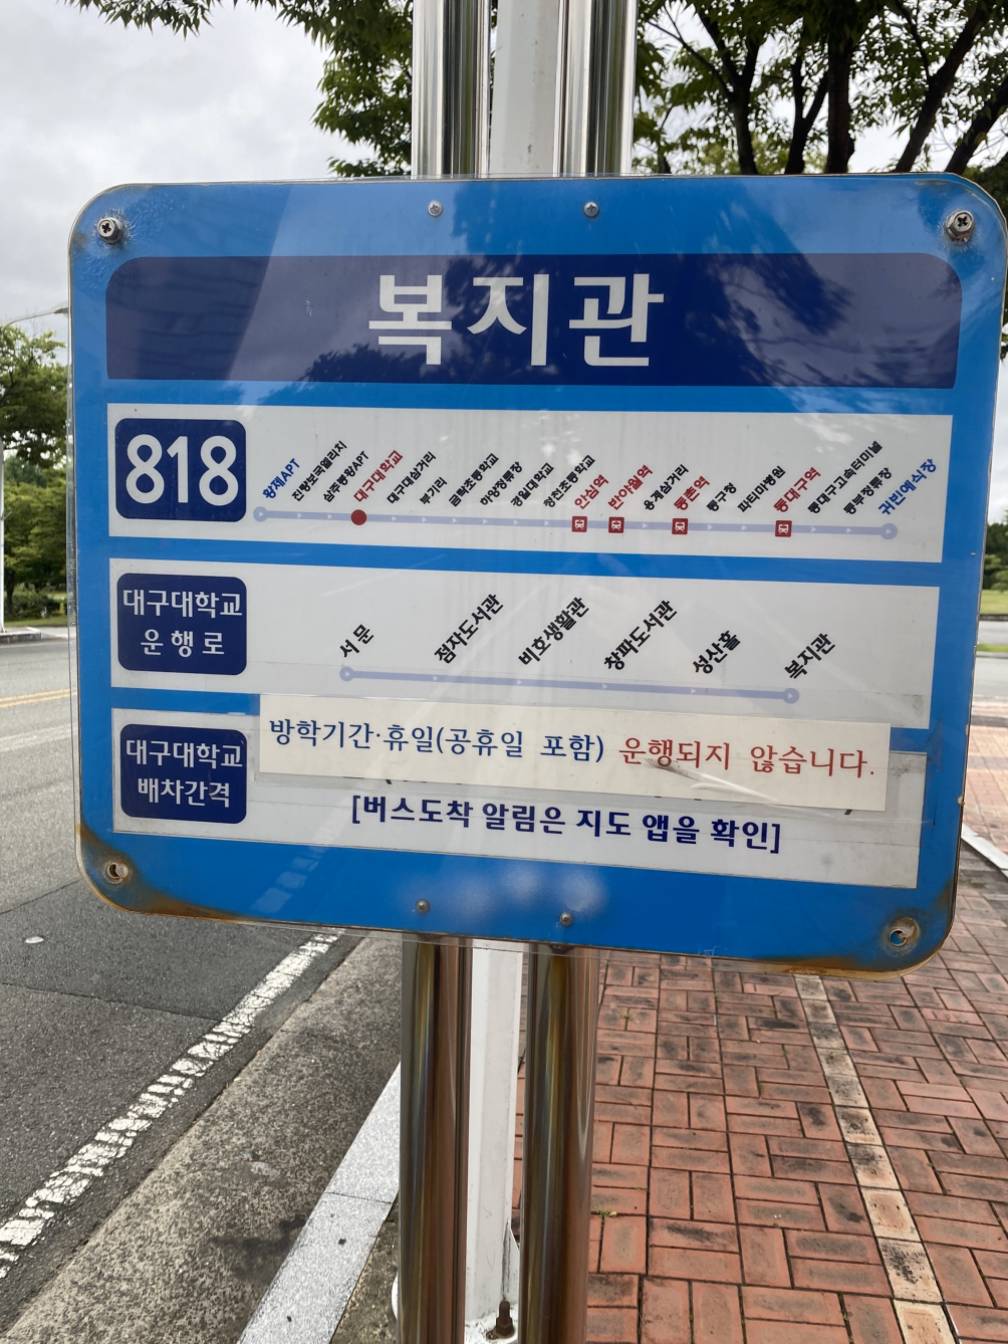 복지관
818
황제APT
진량보국웰리치
삼주봉황APT
대구대학교
대구대삼거리
부기리
금락초등학교
하양정류장
경일대학교
청천초등학교
안심역
반야월역
용계삼거리
동촌역
동구청
파티마병원
동대구역
동대구고속터미널
동부정류장
귀빈예식장
대구대학교
운행로
서문
점자도서관
비호생활관
창파도서관
성산홀
복지관
대구대학교
배차간격
방학기간·휴일(공휴일 포함) 운행되지 않습니다.
[버스도착 알림은 지도 앱을 확인]